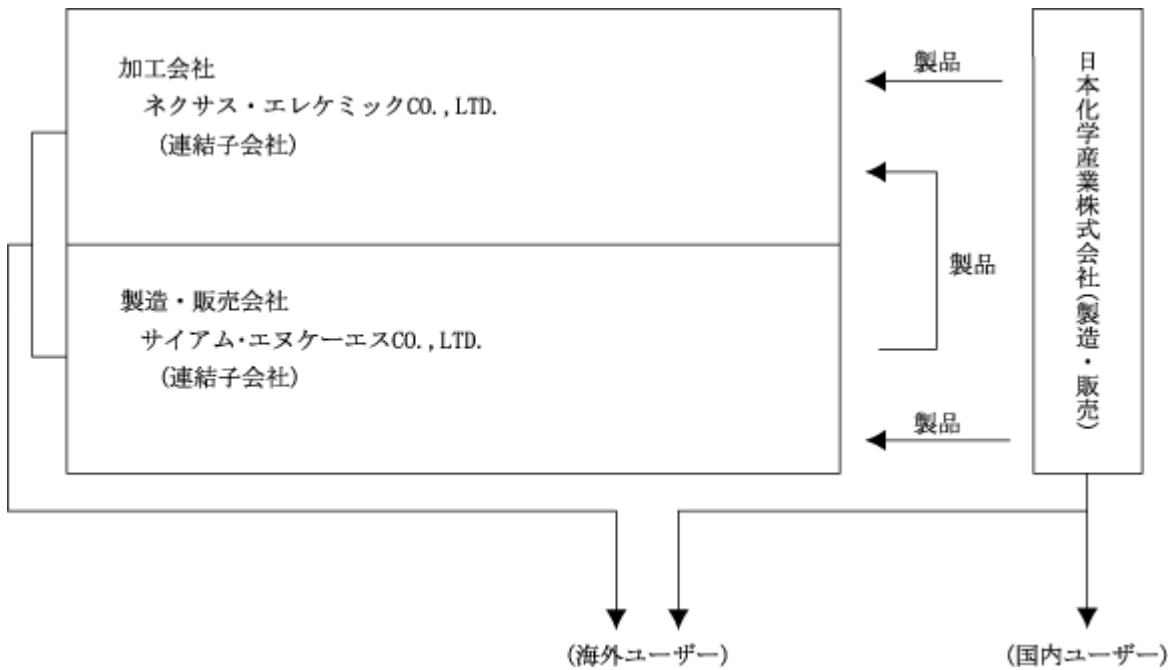 加工会社
ネクサス・エレケミックCO.,LTD.
(連結子会社)
製造・販売会社
サイアム・エヌケーエスCO.,LTD.
(連結子会社)
製品
製品
製品
日本化学産業株式会社(製造・販売)
(海外ユーザー)
(国内ユーザー)